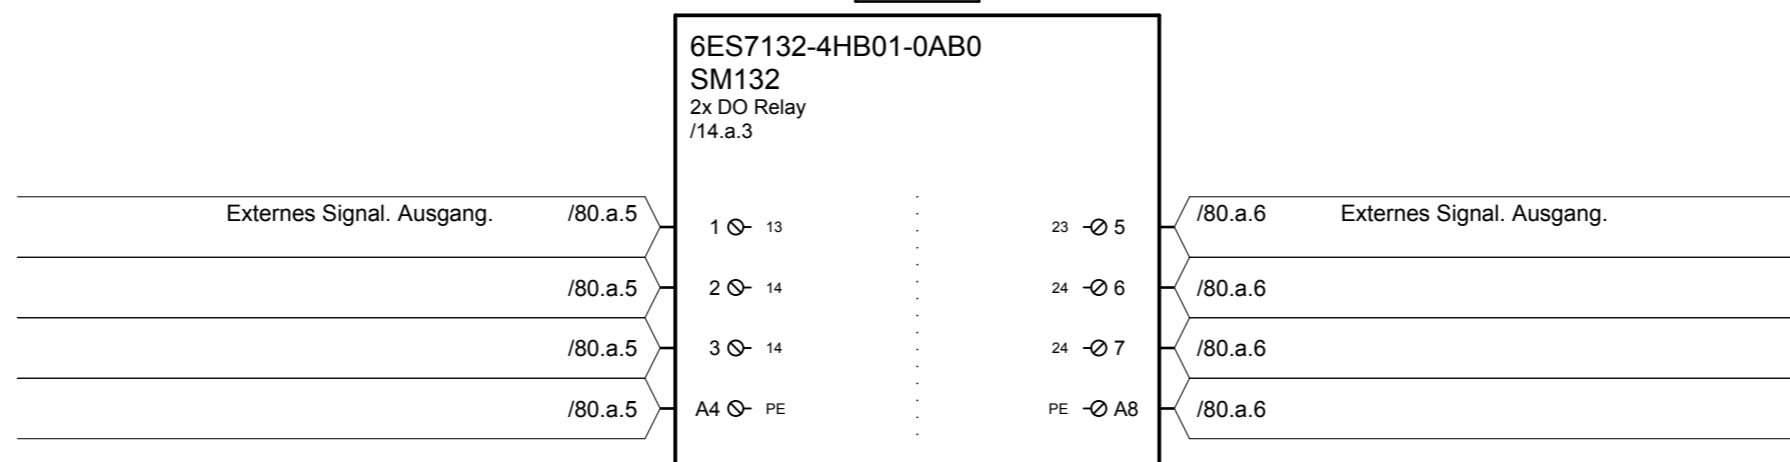 6ES7132-4HB01-0AB0
SM132
2x DO Relay
/14.a.3
Externes Signal. Ausgang. /80.a.5 1 13 23 5 /80.a.6 Externes Signal. Ausgang.
/80.a.5 2 14 24 6 /80.a.6
/80.a.5 3 14 24 7 /80.a.6
/80.a.5 A4 PE PE A8 /80.a.6